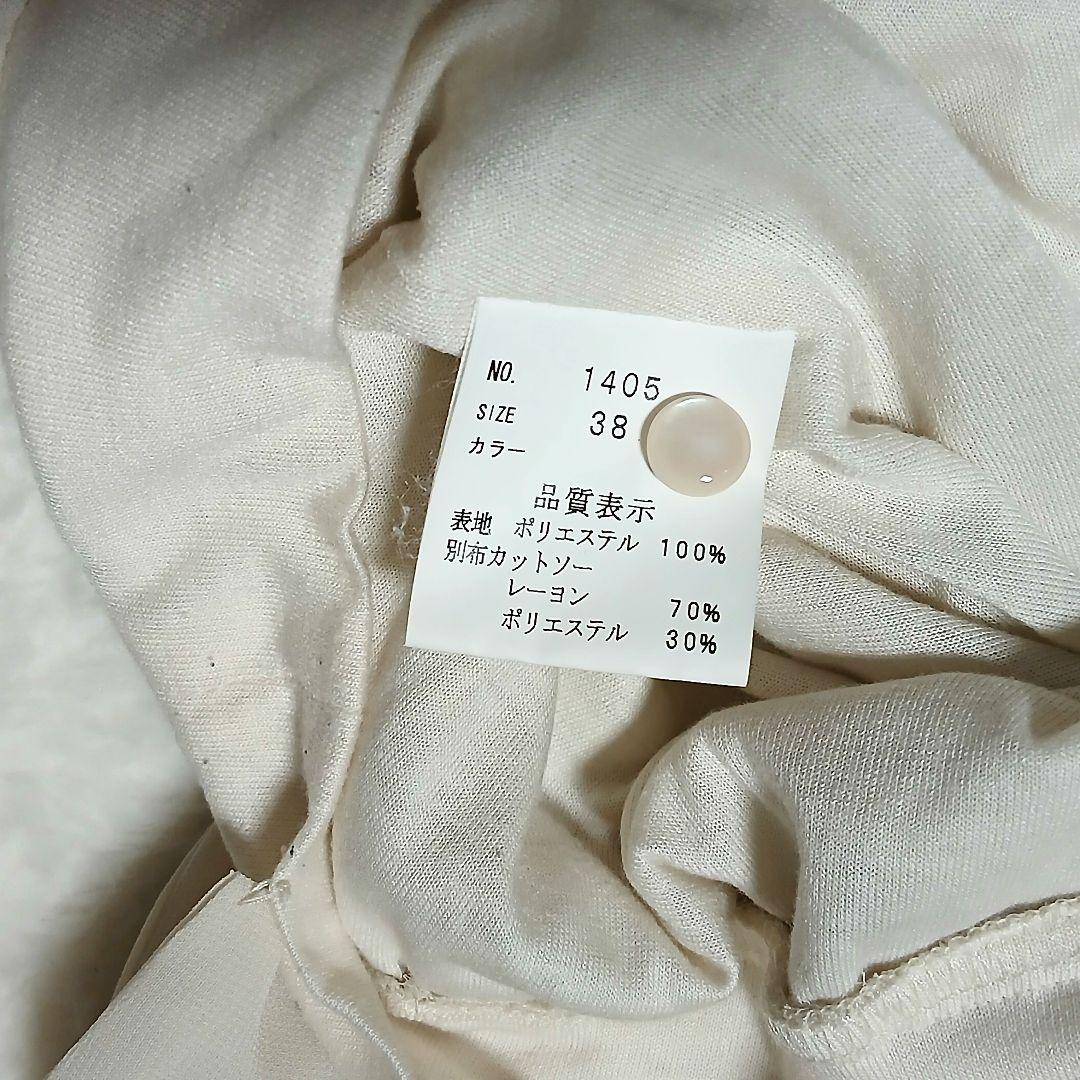 NO. 1405
SIZE 38
カラー
品質表示
表地 ポリエステル 100%
別布カットソー
レーヨン 70%
ポリエステル 30%